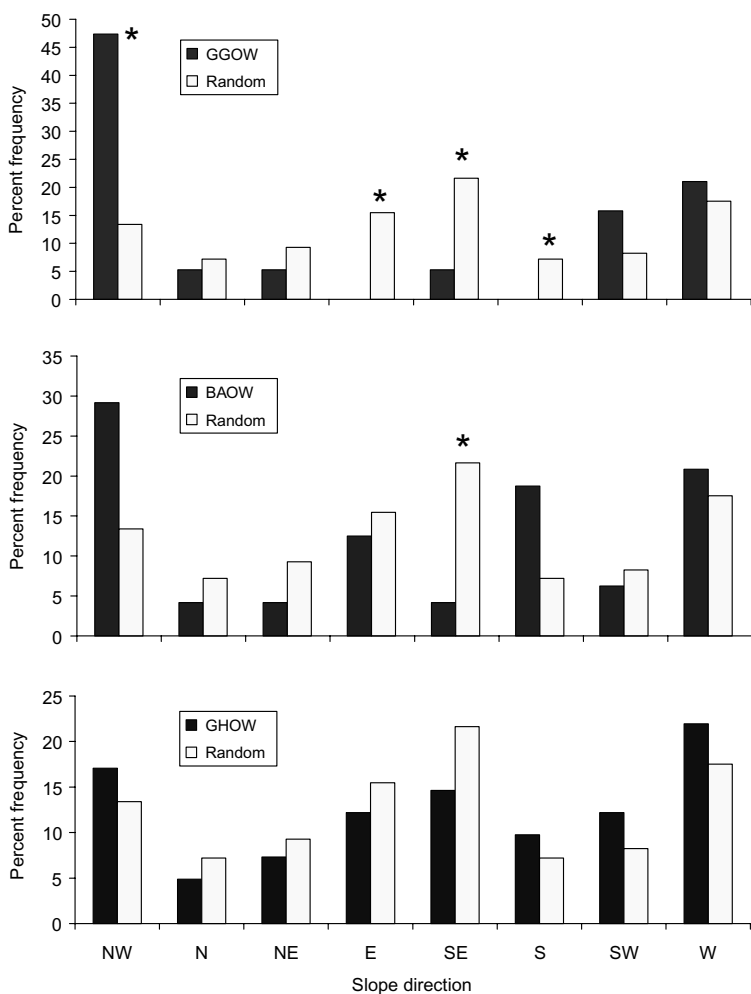 50
45
40
35
30
25
20
15
10
5
0
Percent frequency
GGOW
Random
*
*
*
*
35
30
25
20
15
10
5
0
Percent frequency
BAOW
Random
*
25
20
15
10
5
0
Percent frequency
GHOW
Random
NW N NE E SE S SW W
Slope direction